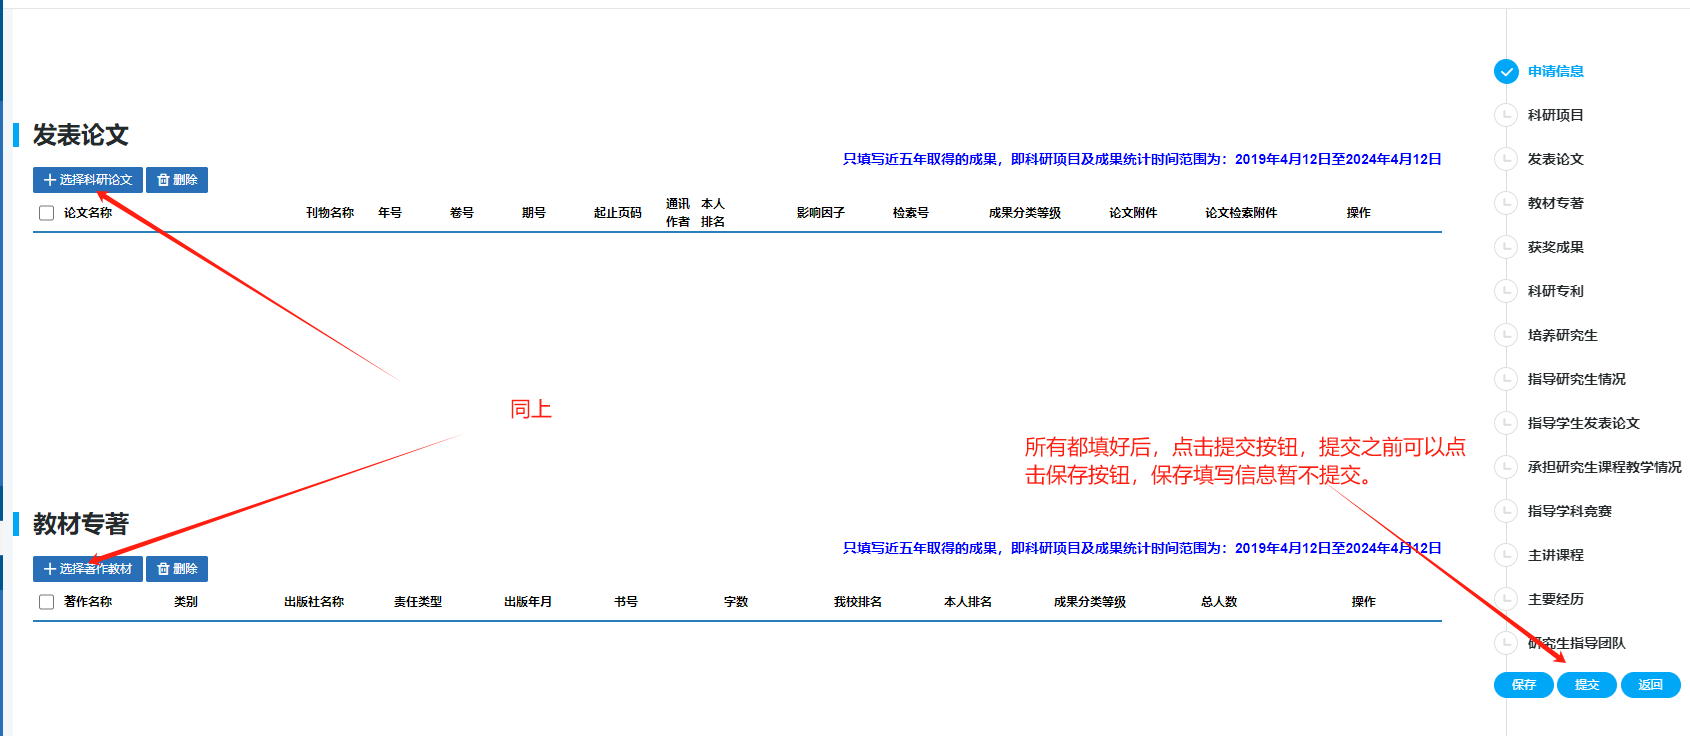 发表论文
只填写近五年取得的成果，即科研项目及成果统计时间范围为：2019年4月12日至2024年4月12日
选择科研论文 删除
论文名称 刊物名称 年号 卷号 期号 起止页码 通讯作者 本人排名 影响因子 检索号 成果分类等级 论文附件 论文检索附件 操作
同上
所有都填好后，点击提交按钮，提交之前可以点
击保存按钮，保存填写信息暂不提交。
教材专著
只填写近五年取得的成果，即科研项目及成果统计时间范围为：2019年4月12日至2024年4月12日
选择著作教材 删除
著作名称 类别 出版社名称 责任类型 出版年月 书号 字数 我校排名 本人排名 成果分类等级 总人数 操作
申请信息
科研项目
发表论文
教材专著
获奖成果
科研专利
培养研究生
指导研究生情况
指导学生发表论文
承担研究生课程教学情况
指导学科竞赛
主讲课程
主要经历
研究生指导团队
保存 提交 返回